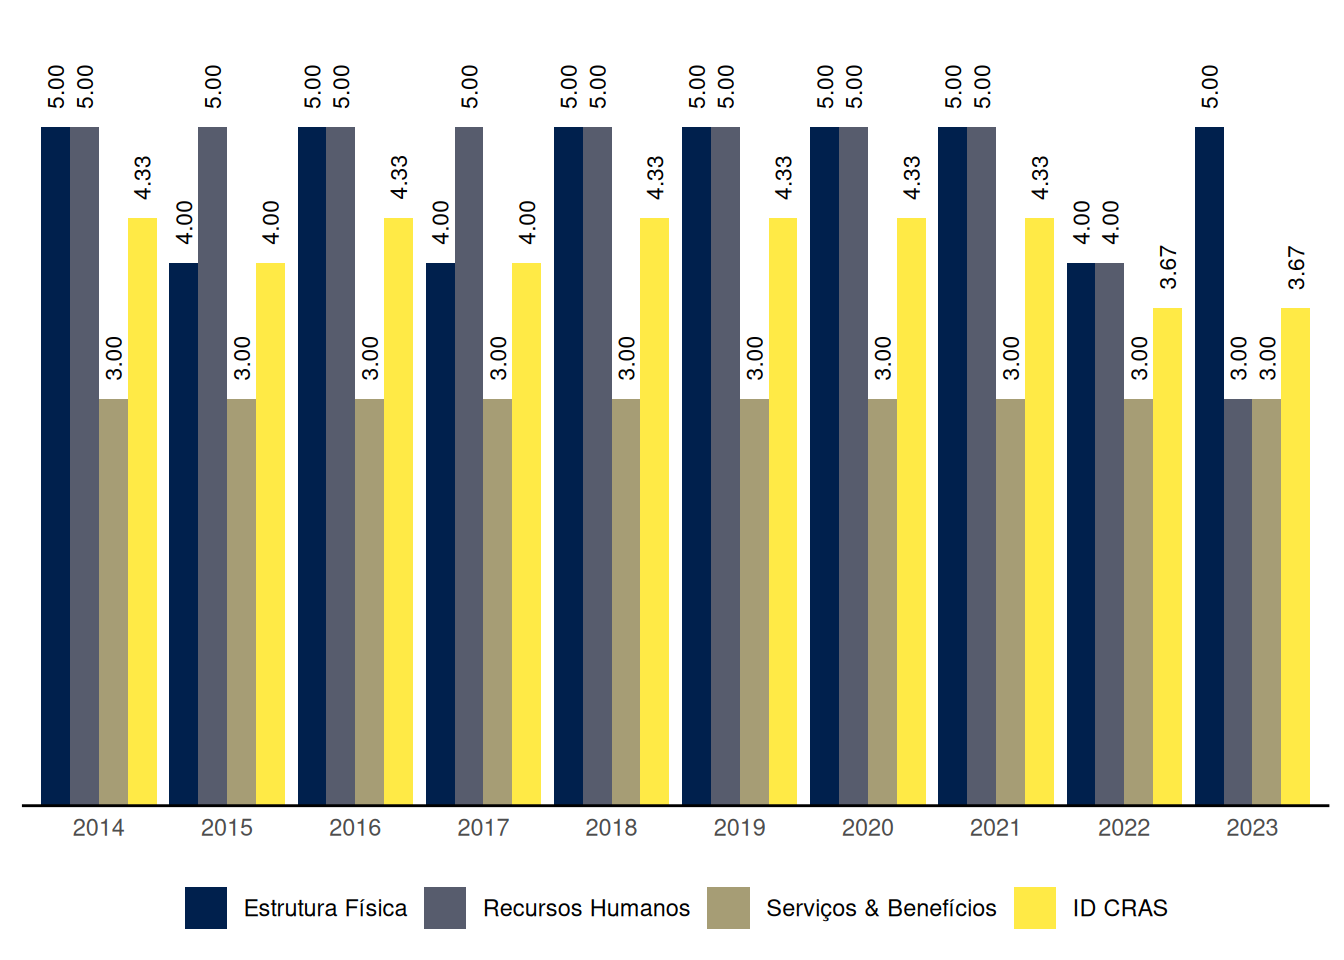 5.00 5.00 3.00 4.33 4.00 5.00 3.00 4.00 5.00 5.00 3.00 4.33 4.00 5.00 3.00 4.00 5.00 5.00 3.00 4.33 5.00 5.00 3.00 4.33 5.00 5.00 3.00 4.33 5.00 5.00 3.00 4.33 4.00 4.00 3.00 3.67 5.00 3.00 3.00 3.67
2014 2015 2016 2017 2018 2019 2020 2021 2022 2023
Estrutura Física Recursos Humanos Serviços & Benefícios ID CRAS